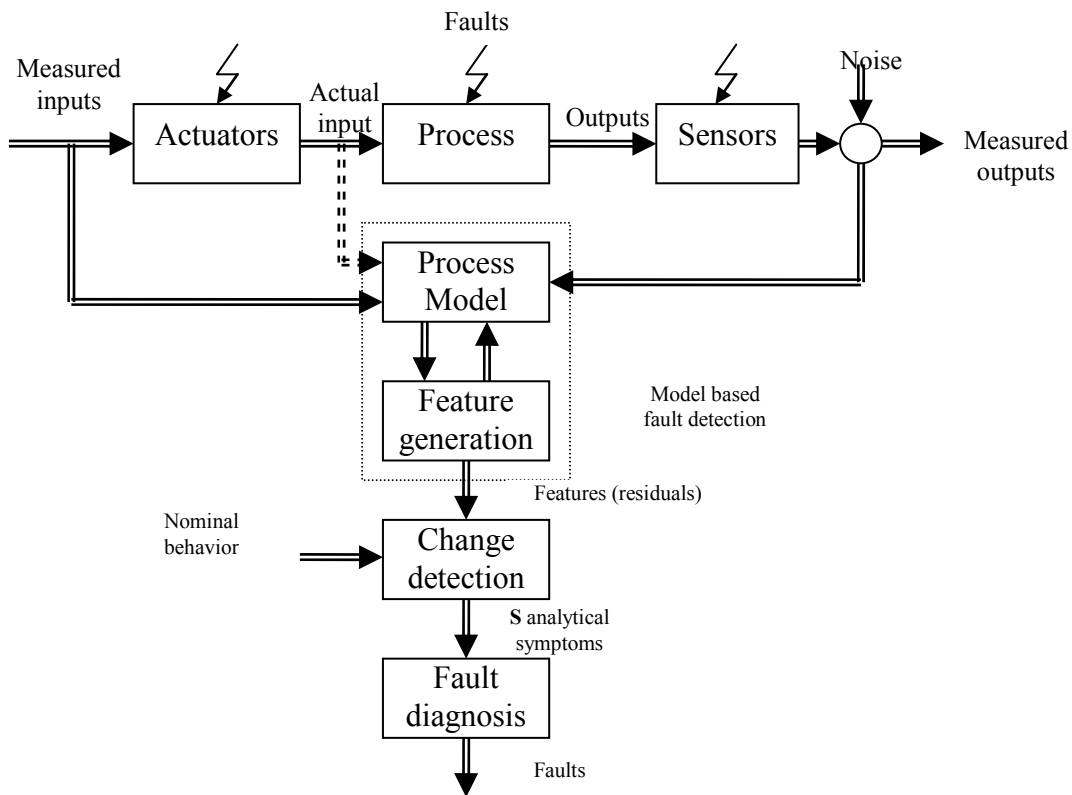 Faults
Noise
Measured
inputs
Actuators
Actual
input
Process
Outputs
Sensors
Measured
outputs
Process
Model
Feature
generation
Model based
fault detection
Features (residuals)
Nominal
behavior
Change
detection
S analytical
symptoms
Fault
diagnosis
Faults